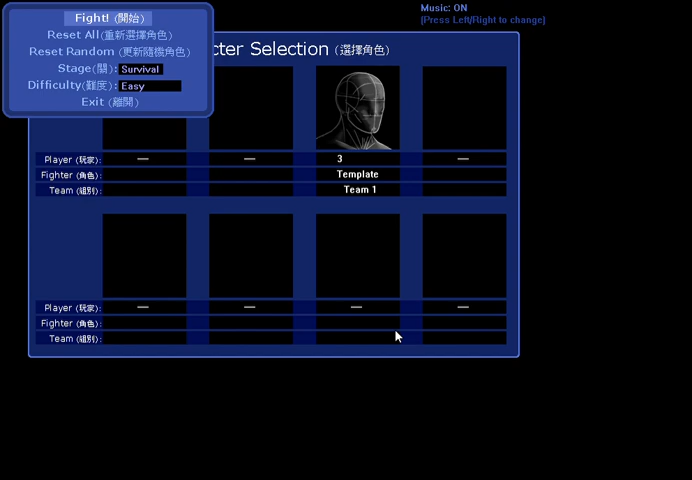 Music: ON
[Press Left/Right to change]
Fight! (開始)
Reset All(重新選擇角色)
Reset Random (更新隨機角色)
Stage(關): Survival
Difficulty(難度): Easy
Exit (離開)
cter Selection (選擇角色)
Player (玩家): — — 3 —
Fighter (角色): Template
Team (組別): Team 1
Player (玩家): — — — —
Fighter (角色):
Team (組別):